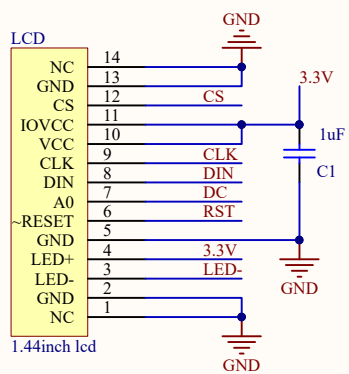 GND
LCD
NC 14
GND 13
3.3V
CS 12 CS
IOVCC 11
1uF
VCC 10
CLK 9 CLK
C1
DIN 8 DIN
A0 7 DC
~RESET 6 RST
GND 5
LED+ 4 3.3V
LED- 3 LED-
GND
GND 2
NC 1
1.44inch lcd
GND